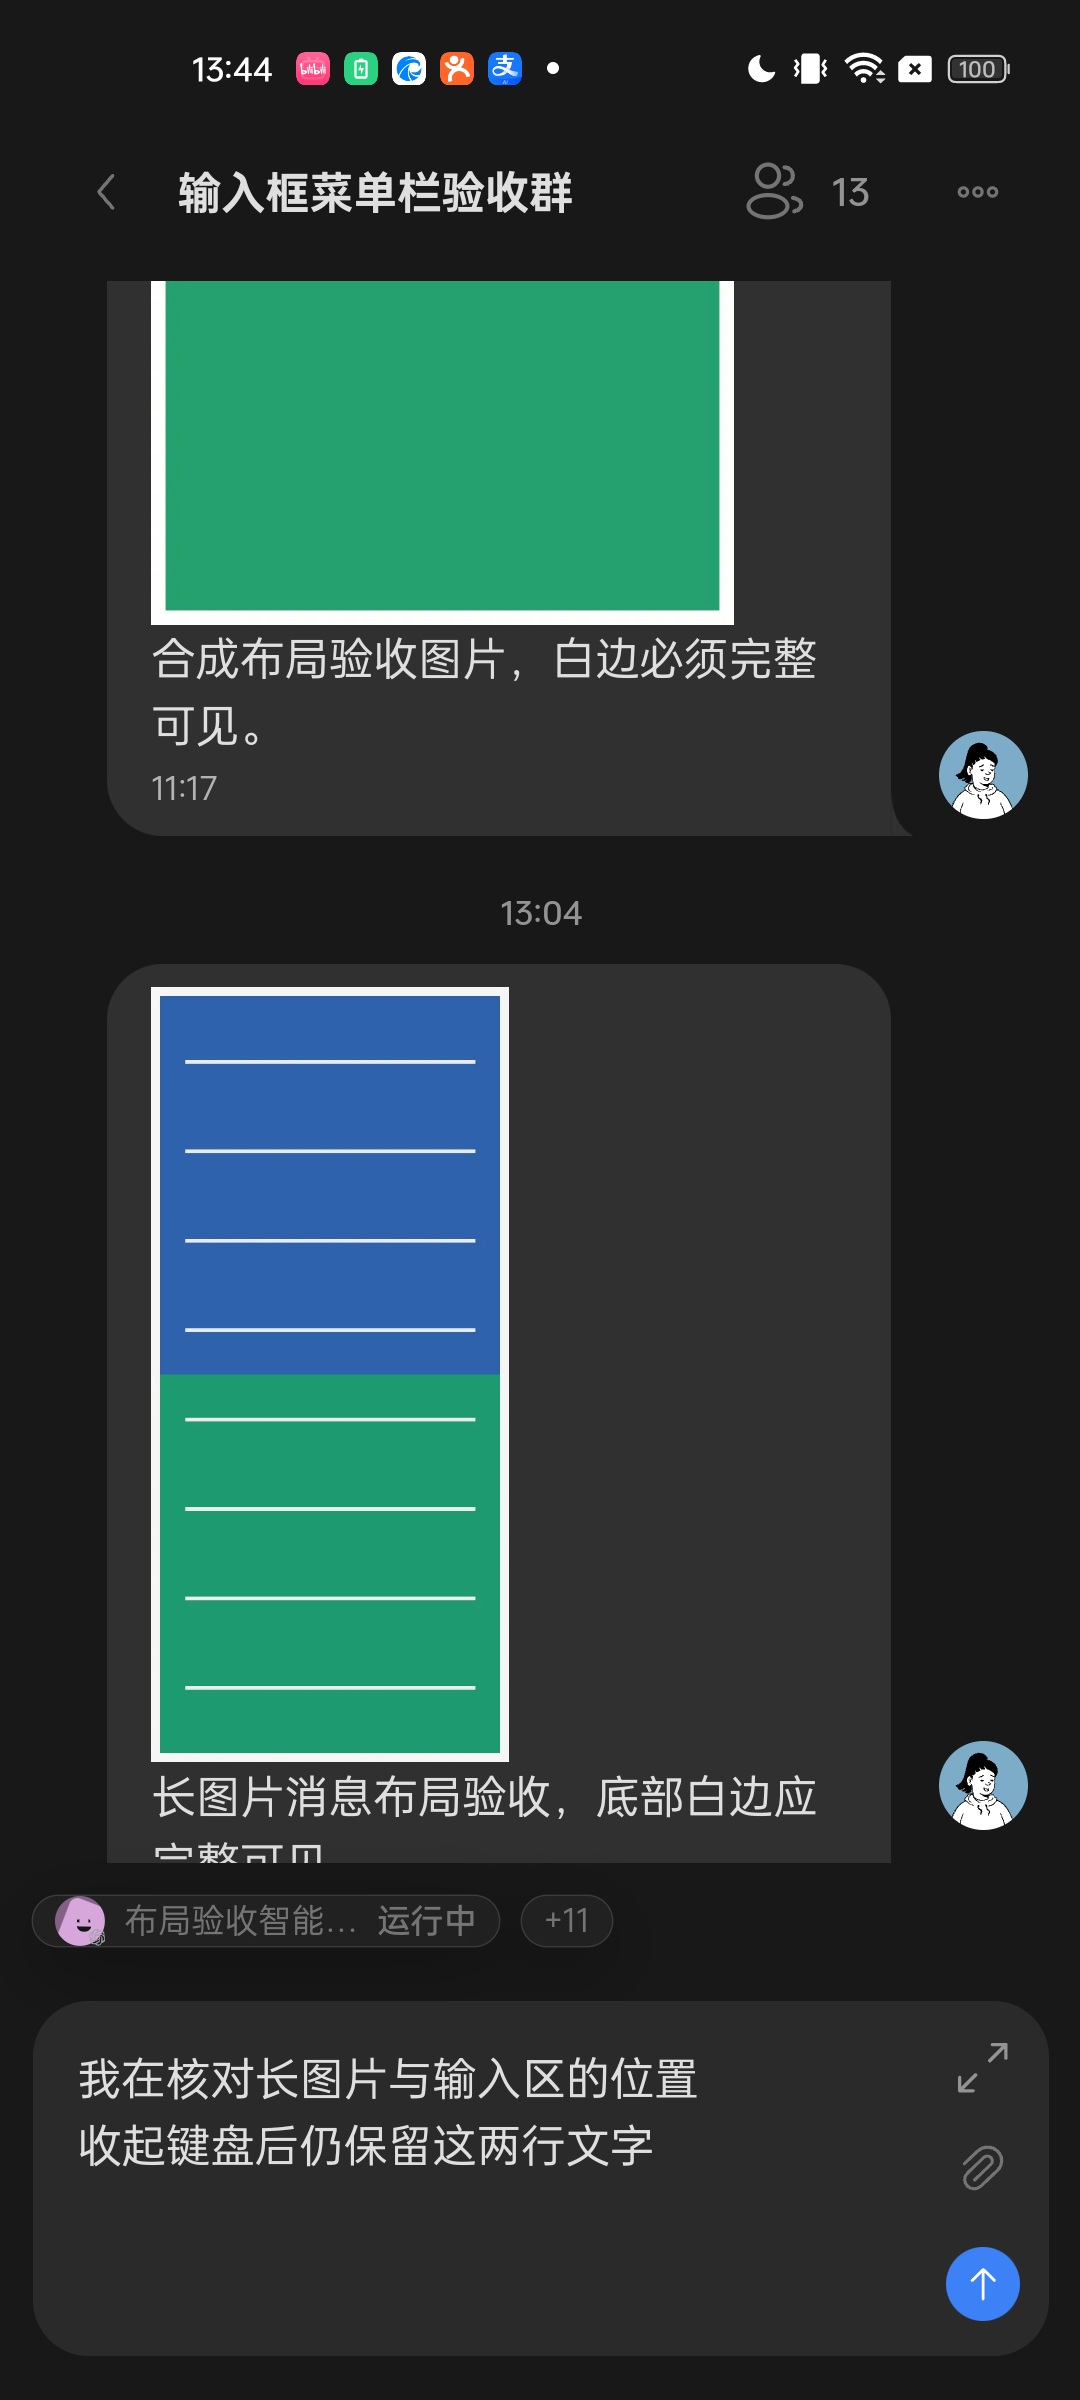 13:44
100
输入框菜单栏验收群
13
合成布局验收图片，白边必须完整
可见。
11:17
13:04
长图片消息布局验收，底部白边应
完整可见
布局验收智能… 运行中
+11
我在核对长图片与输入区的位置
收起键盘后仍保留这两行文字